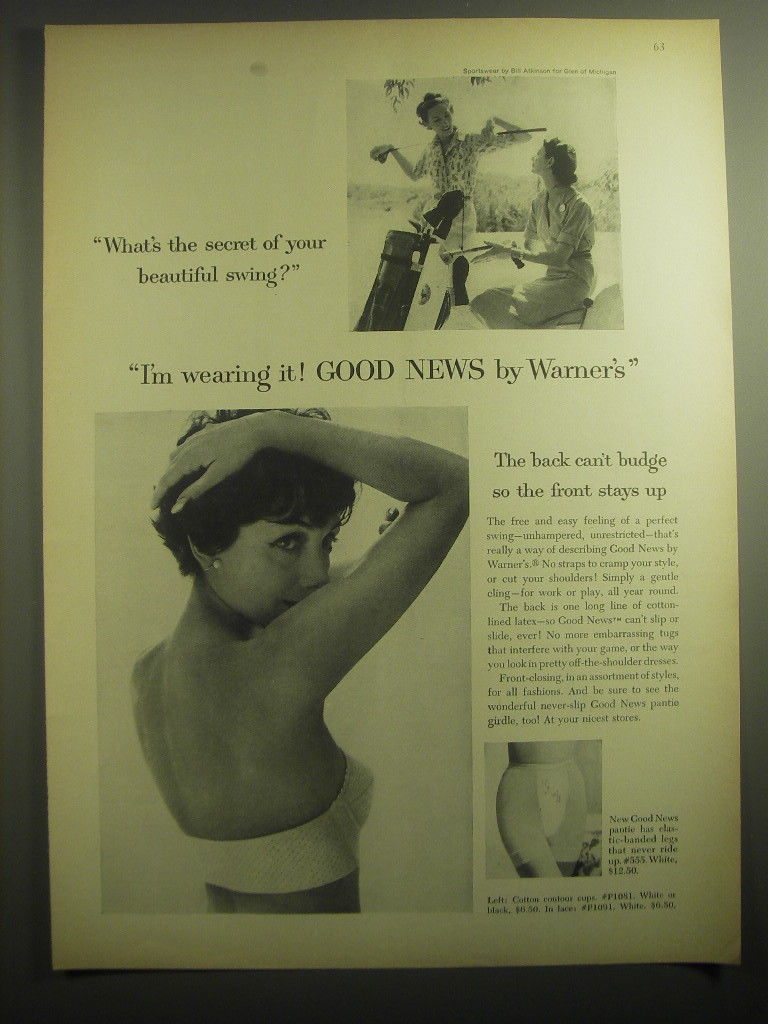 63
Sportswear by Bill Atkinson for Glen of Michigan
“What's the secret of your
beautiful swing?”
“I'm wearing it! GOOD NEWS by Warner's”
The back can't budge
so the front stays up
The free and easy feeling of a perfect
swing—unhampered, unrestricted—that's
really a way of describing Good News by
Warner's.® No straps to cramp your style,
or cut your shoulders! Simply a gentle
cling—for work or play, all year round.
The back is one long line of cotton-
lined latex—so Good News™ can't slip or
slide, ever! No more embarrassing tugs
that interfere with your game, or the way
you look in pretty off-the-shoulder dresses.
Front-closing, in an assortment of styles,
for all fashions. And be sure to see the
wonderful never-slip Good News pantie
girdle, too! At your nicest stores.
New Good News
pantie has elas-
tic-banded legs
that never ride
up. #555. White,
$12.50.
Left: Cotton contour cups. #P1081. White or
black, $6.50. In lace: #P1091. White. $6.50.